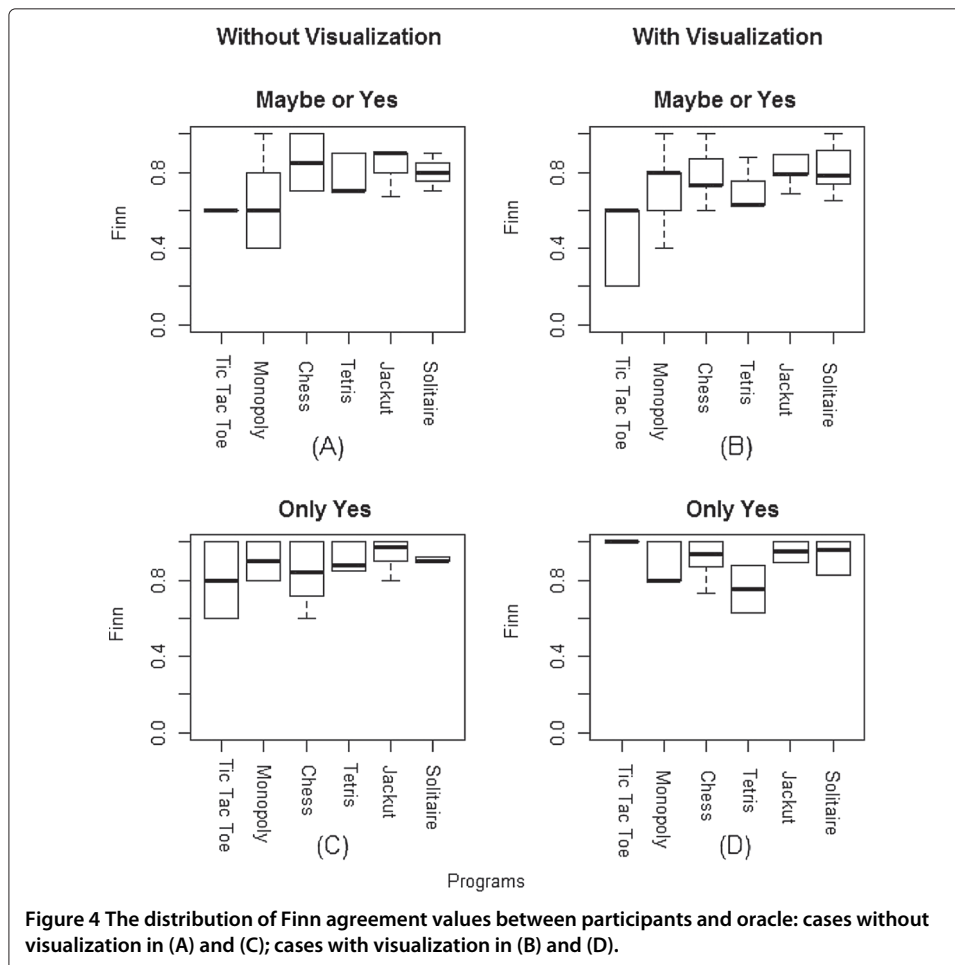 Without Visualization
With Visualization
Maybe or Yes
Maybe or Yes
Finn
0.0 0.4 0.8
Tic Tac Toe
Monopoly
Chess
Tetris
Jackut
Solitaire
(A)
Finn
0.0 0.4 0.8
Tic Tac Toe
Monopoly
Chess
Tetris
Jackut
Solitaire
(B)
Only Yes
Only Yes
Finn
0.0 0.4 0.8
Tic Tac Toe
Monopoly
Chess
Tetris
Jackut
Solitaire
(C)
Finn
0.0 0.4 0.8
Tic Tac Toe
Monopoly
Chess
Tetris
Jackut
Solitaire
(D)
Programs
Figure 4 The distribution of Finn agreement values between participants and oracle: cases without
visualization in (A) and (C); cases with visualization in (B) and (D).